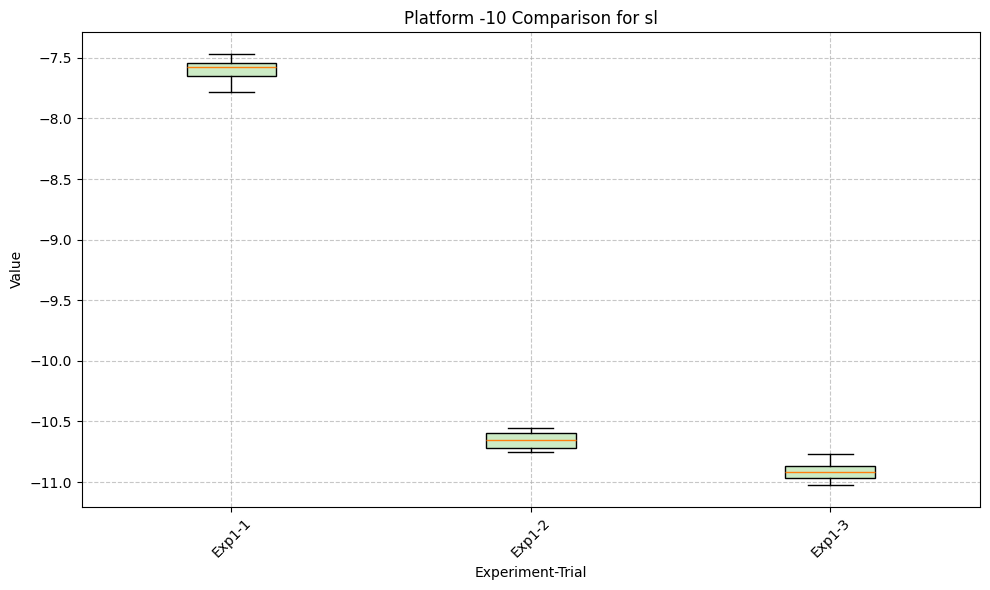 Platform -10 Comparison for sl
Value
−7.5
−8.0
−8.5
−9.0
−9.5
−10.0
−10.5
−11.0
Exp1-1
Exp1-2
Exp1-3
Experiment-Trial